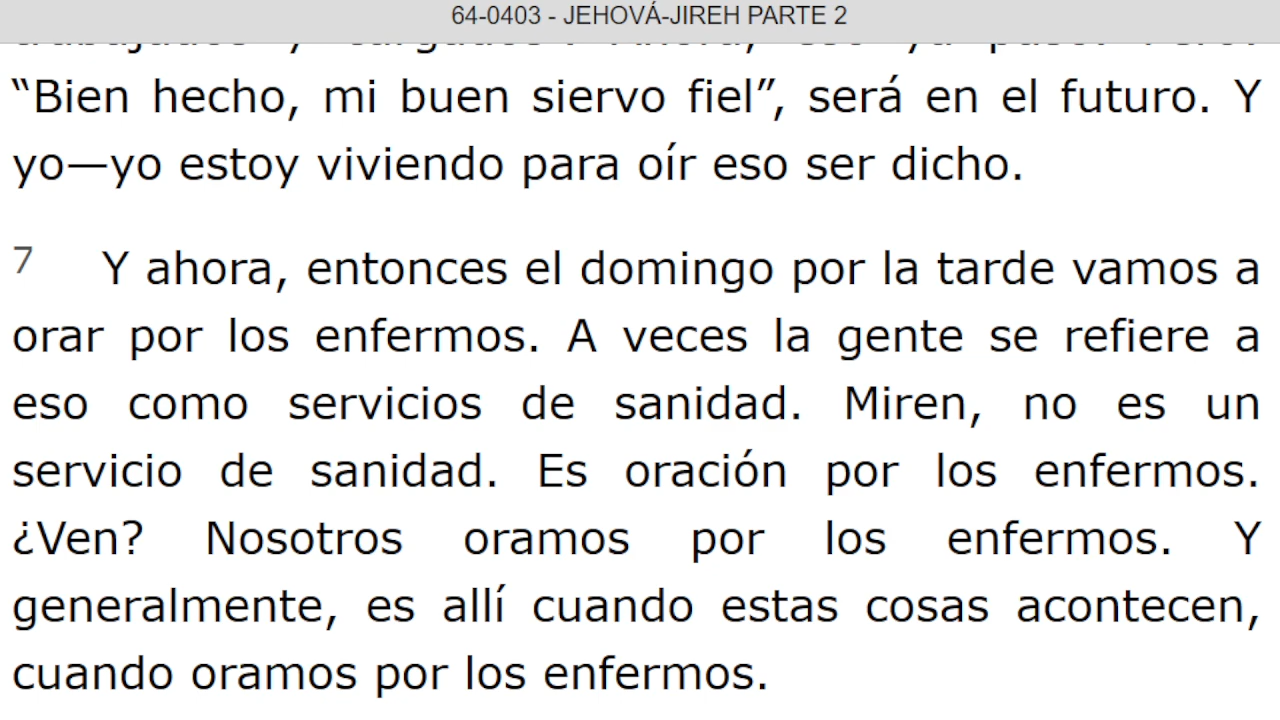 64-0403 - JEHOVÁ-JIREH PARTE 2
“Bien hecho, mi buen siervo fiel”, será en el futuro. Y
yo—yo estoy viviendo para oír eso ser dicho.
7 Y ahora, entonces el domingo por la tarde vamos a
orar por los enfermos. A veces la gente se refiere a
eso como servicios de sanidad. Miren, no es un
servicio de sanidad. Es oración por los enfermos.
¿Ven? Nosotros oramos por los enfermos. Y
generalmente, es allí cuando estas cosas acontecen,
cuando oramos por los enfermos.